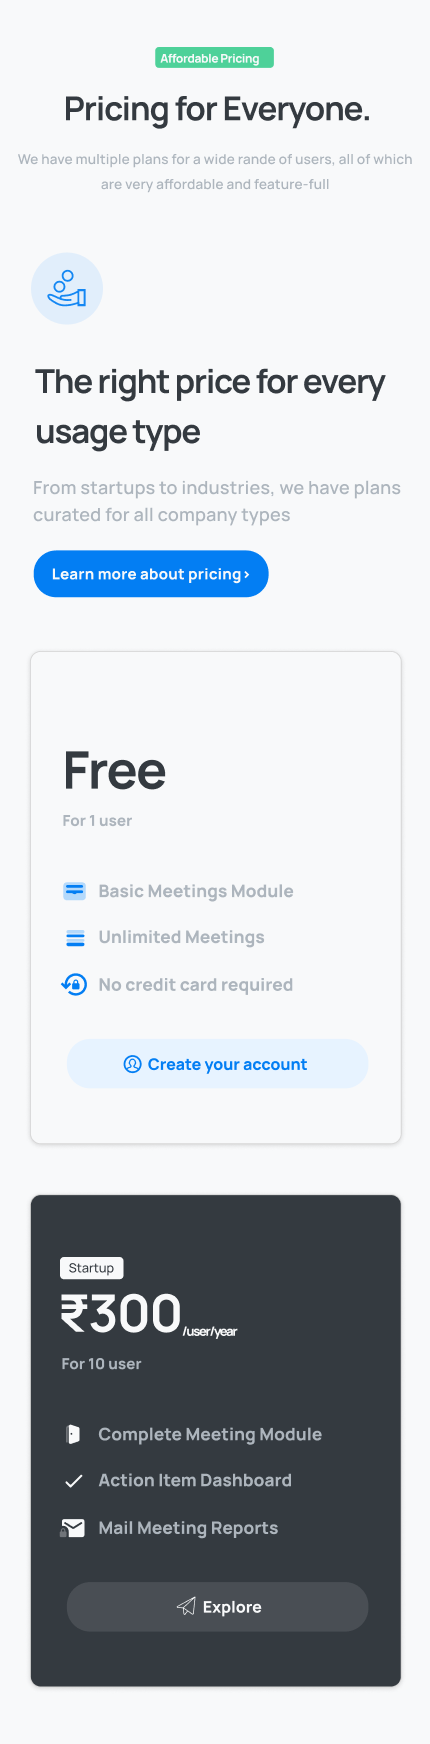 Affordable Pricing
Pricing for Everyone.
We have multiple plans for a wide rande of users, all of which
are very affordable and feature-full
The right price for every
usage type
From startups to industries, we have plans
curated for all company types
Learn more about pricing›
Free
For 1 user
Basic Meetings Module
Unlimited Meetings
No credit card required
Create your account
Startup
₹300/user/year
For 10 user
Complete Meeting Module
Action Item Dashboard
Mail Meeting Reports
Explore